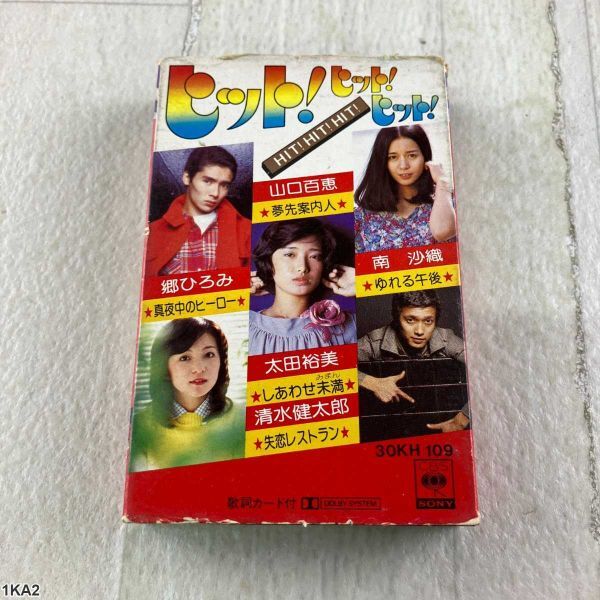 ヒット!
ヒット!
ヒット!
HIT! HIT! HIT!
山口百恵
★夢先案内人★
郷ひろみ
★真夜中のヒーロー★
南 沙織
★ゆれる午後★
太田裕美
みまん
★しあわせ未満★
清水健太郎
★失恋レストラン★
30KH 109
CBS
SONY
歌詞カード付
DOLBY SYSTEM
1KA2